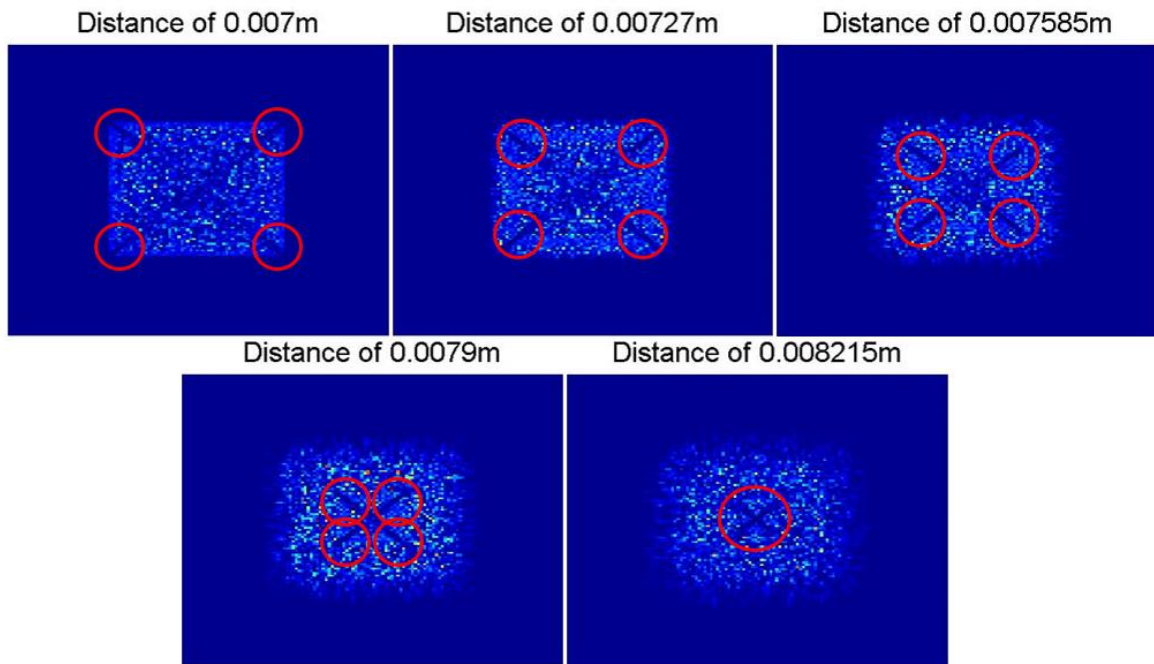 Distance of 0.007m
Distance of 0.00727m
Distance of 0.007585m
Distance of 0.0079m
Distance of 0.008215m